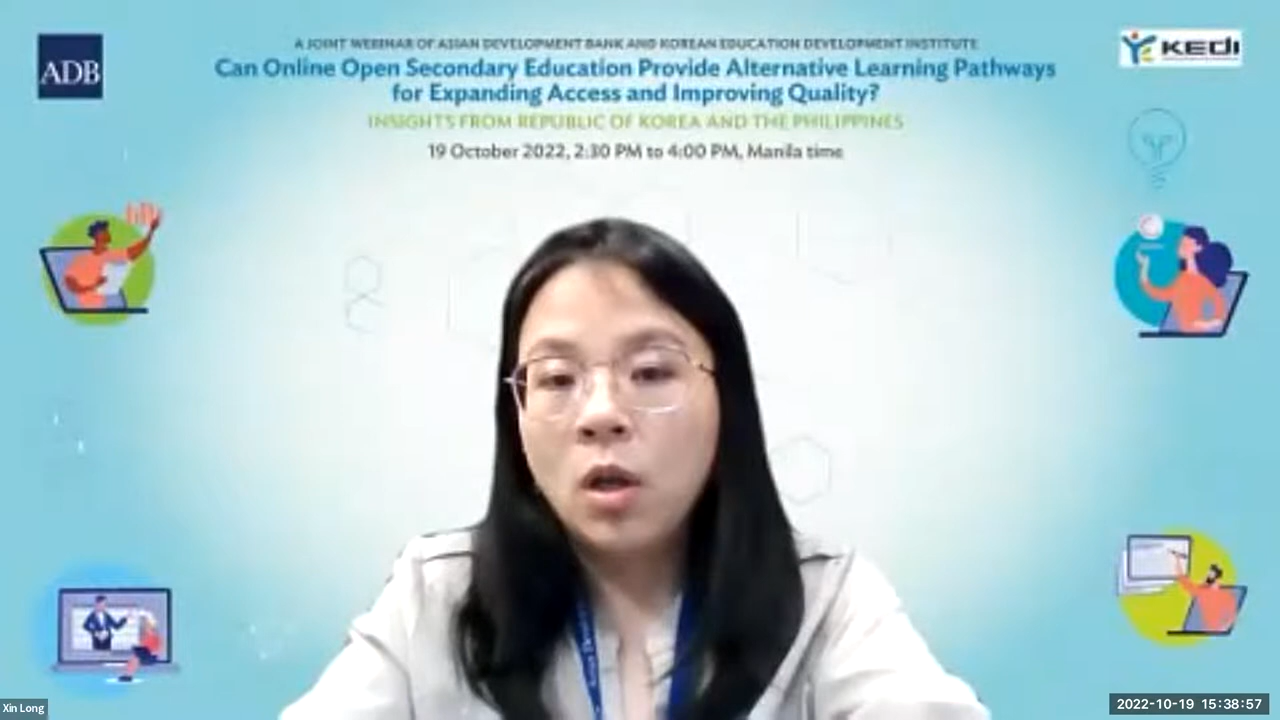 A JOINT WEBINAR OF ASIAN DEVELOPMENT BANK AND KOREAN EDUCATION DEVELOPMENT INSTITUTE
ADB
KEDI
Can Online Open Secondary Education Provide Alternative Learning Pathways
for Expanding Access and Improving Quality?
INSIGHTS FROM REPUBLIC OF KOREA AND THE PHILIPPINES
19 October 2022, 2:30 PM to 4:00 PM, Manila time
Xin Long
2022-10-19 15:38:57